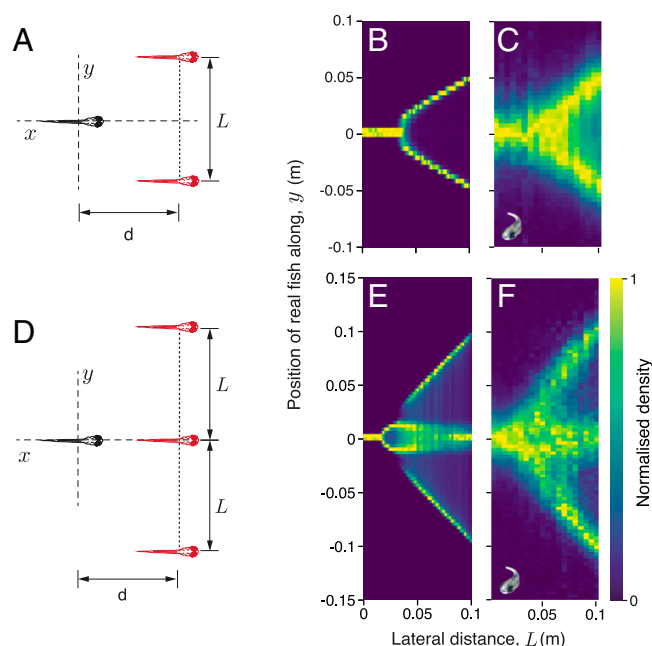 A
y
x
L
d
B
C
0.1
0.05
0
-0.05
-0.1
D
y
x
L
L
d
E
F
0.15
0.1
0.05
0
-0.05
-0.1
-0.15
0
0.05
0.1
0
0.05
0.1
Position of real fish along, y (m)
Lateral distance, L (m)
1
0
Normalised density